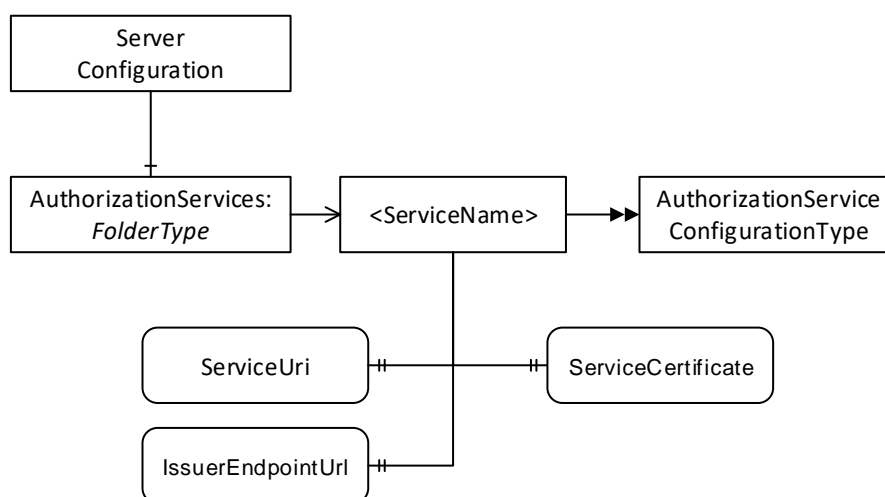 Server
Configuration
AuthorizationServices:
FolderType
<ServiceName>
AuthorizationService
ConfigurationType
ServiceUri
ServiceCertificate
IssuerEndpointUrl